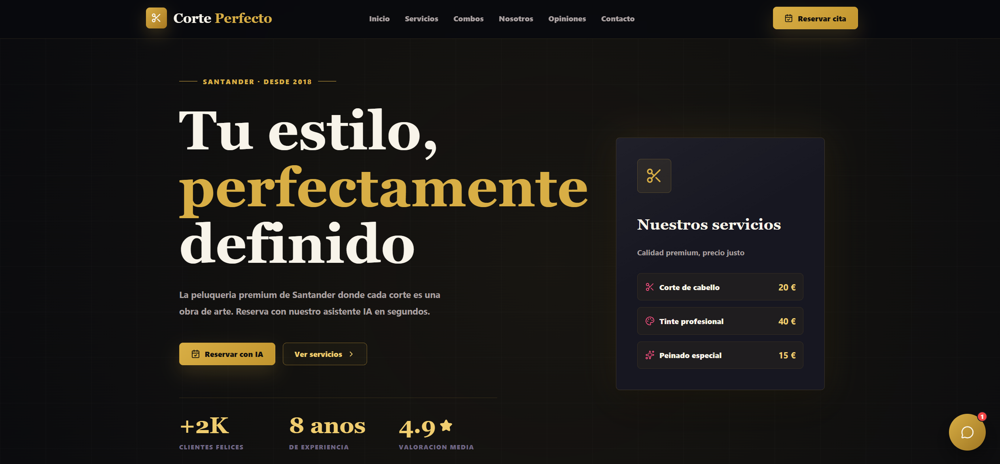 Corte Perfecto
Inicio
Servicios
Combos
Nosotros
Opiniones
Contacto
Reservar cita
SANTANDER · DESDE 2018
Tu estilo,
perfectamente
definido
La peluqueria premium de Santander donde cada corte es una
obra de arte. Reserva con nuestro asistente IA en segundos.
Reservar con IA
Ver servicios
+2K
CLIENTES FELICES
8 anos
DE EXPERIENCIA
4.9
VALORACION MEDIA
Nuestros servicios
Calidad premium, precio justo
Corte de cabello 20 €
Tinte profesional 40 €
Peinado especial 15 €
1